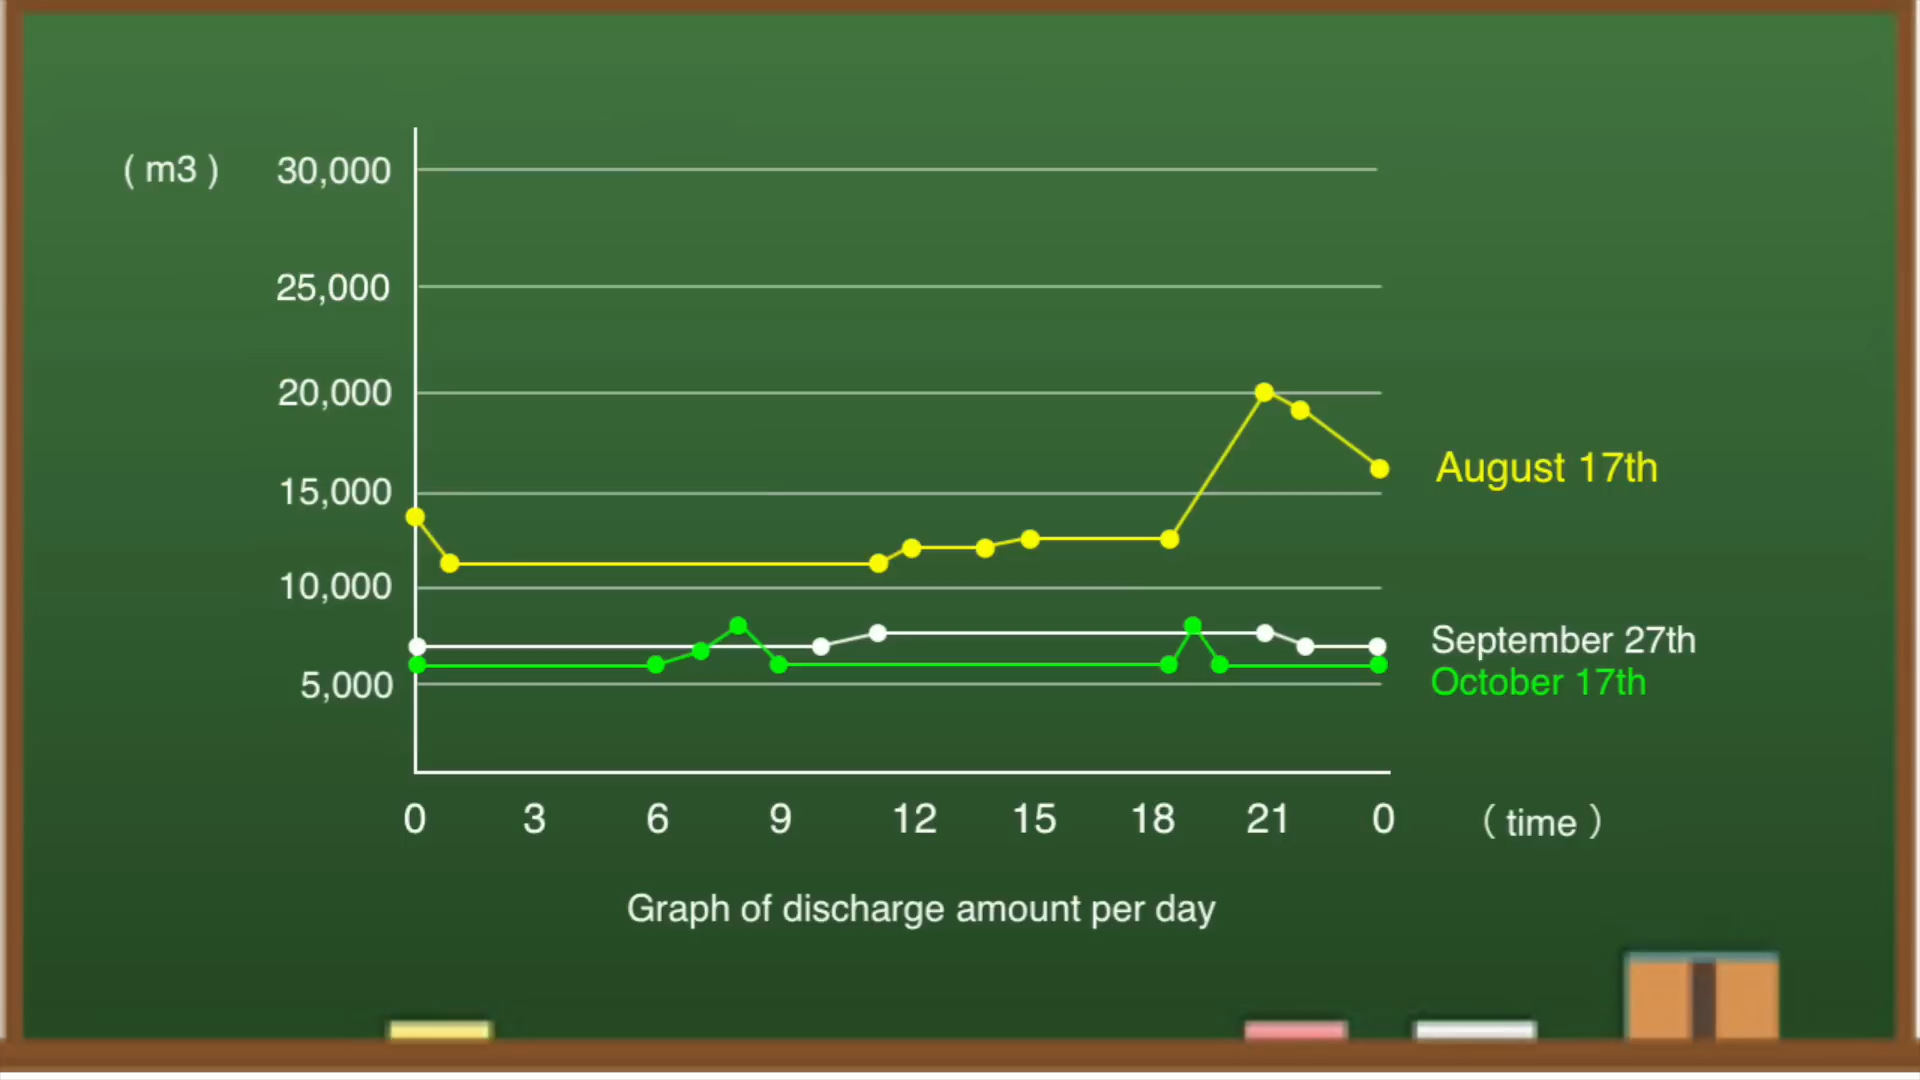 ( m3 ) 30,000
25,000
20,000
15,000
10,000
5,000
August 17th
September 27th
October 17th
0 3 6 9 12 15 18 21 0 ( time )
Graph of discharge amount per day